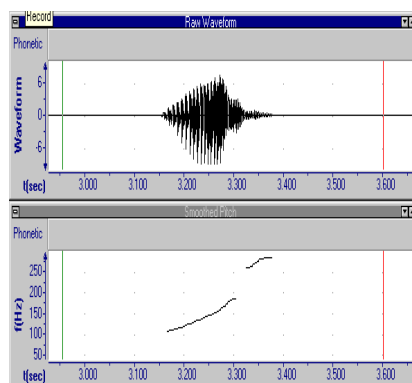 Raw Waveform
Record
Phonetic
Waveform
6
0
-6
t(sec) 3.000 3.100 3.200 3.300 3.400 3.500 3.600
Smoothed Pitch
Phonetic
f(Hz)
250
200
150
100
50
t(sec) 3.000 3.100 3.200 3.300 3.400 3.500 3.600